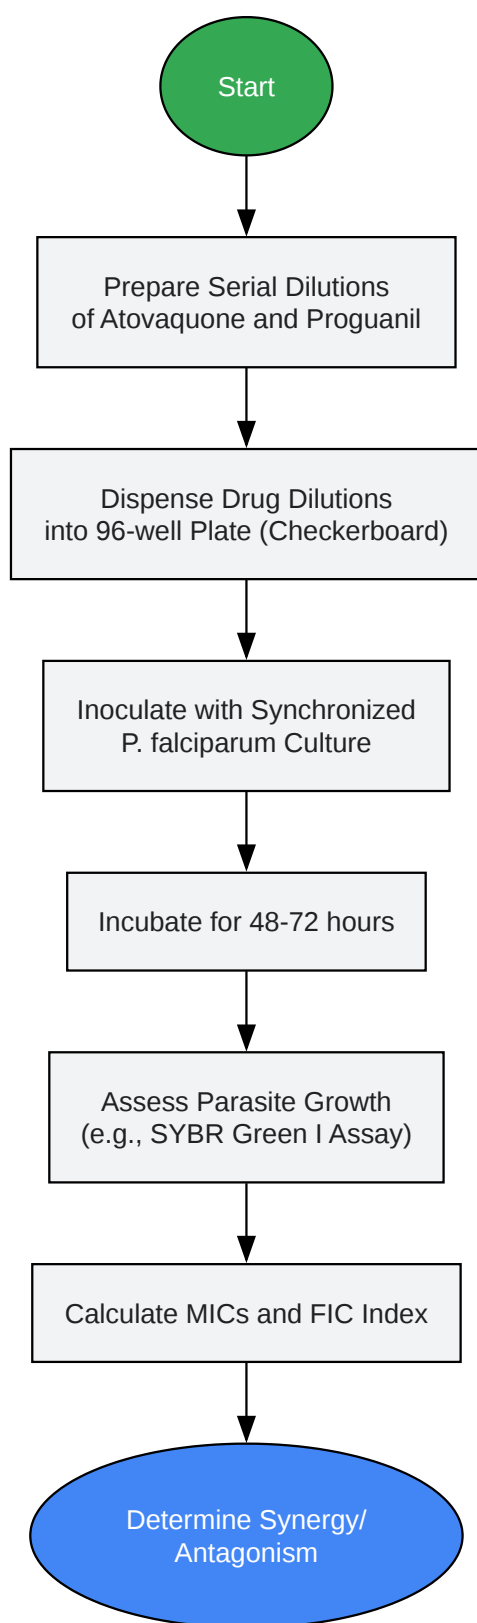 Start
Prepare Serial Dilutions
of Atovaquone and Proguanil
Dispense Drug Dilutions
into 96-well Plate (Checkerboard)
Inoculate with Synchronized
P. falciparum Culture
Incubate for 48-72 hours
Assess Parasite Growth
(e.g., SYBR Green I Assay)
Calculate MICs and FIC Index
Determine Synergy/
Antagonism